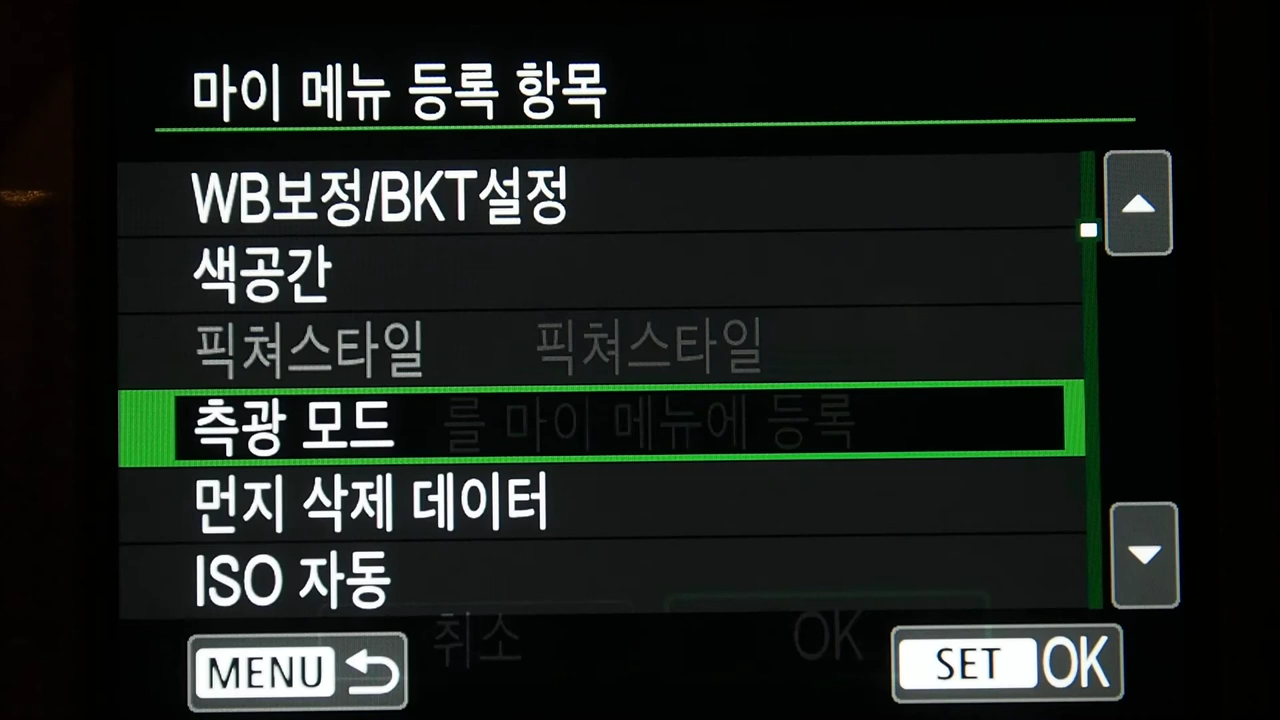 마이 메뉴 등록 항목
WB보정/BKT설정
색공간
픽쳐스타일 픽쳐스타일
측광 모드 를 마이 메뉴에 등록
먼지 삭제 데이터
ISO 자동
취소 OK
MENU SET OK